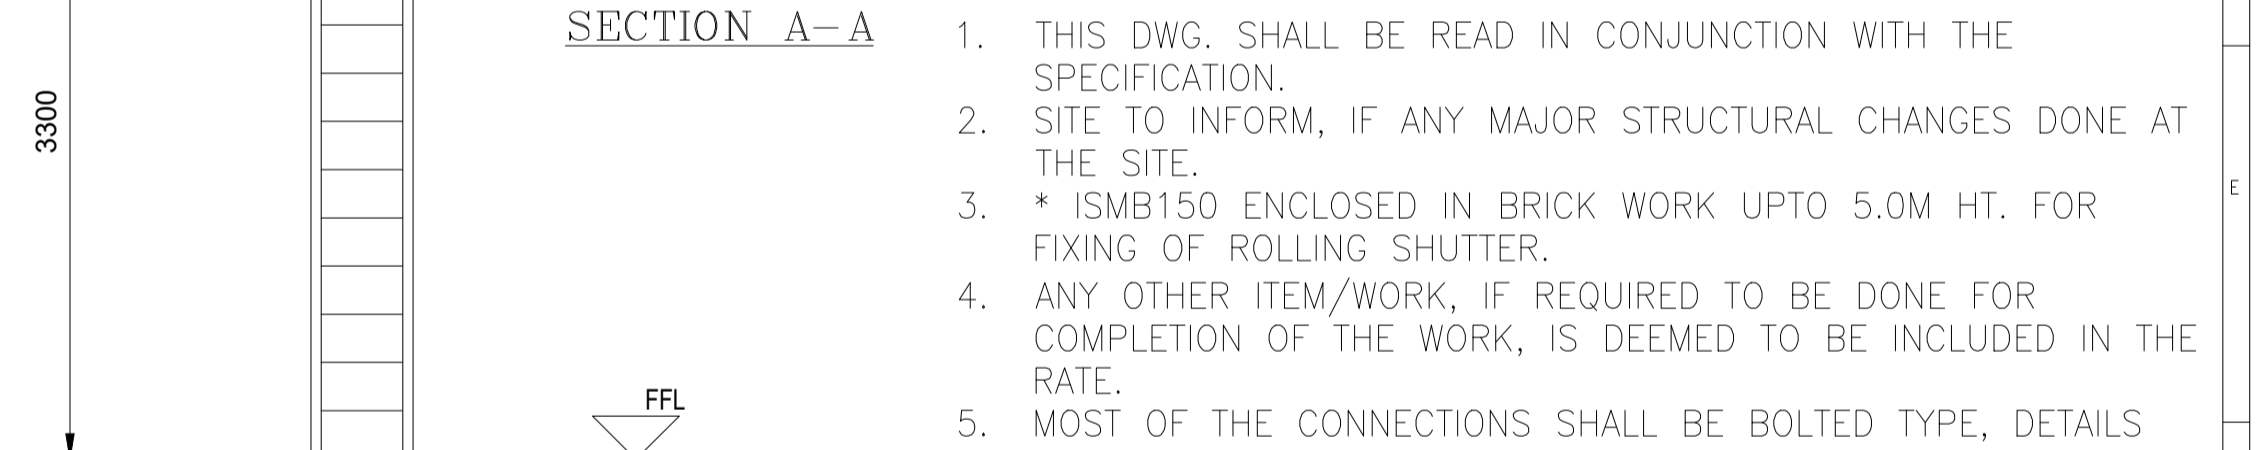 3300
SECTION A-A
1. THIS DWG. SHALL BE READ IN CONJUNCTION WITH THE
SPECIFICATION.
2. SITE TO INFORM, IF ANY MAJOR STRUCTURAL CHANGES DONE AT
THE SITE.
3. * ISMB150 ENCLOSED IN BRICK WORK UPTO 5.0M HT. FOR
FIXING OF ROLLING SHUTTER.
4. ANY OTHER ITEM/WORK, IF REQUIRED TO BE DONE FOR
COMPLETION OF THE WORK, IS DEEMED TO BE INCLUDED IN THE
RATE.
5. MOST OF THE CONNECTIONS SHALL BE BOLTED TYPE, DETAILS
FFL
E